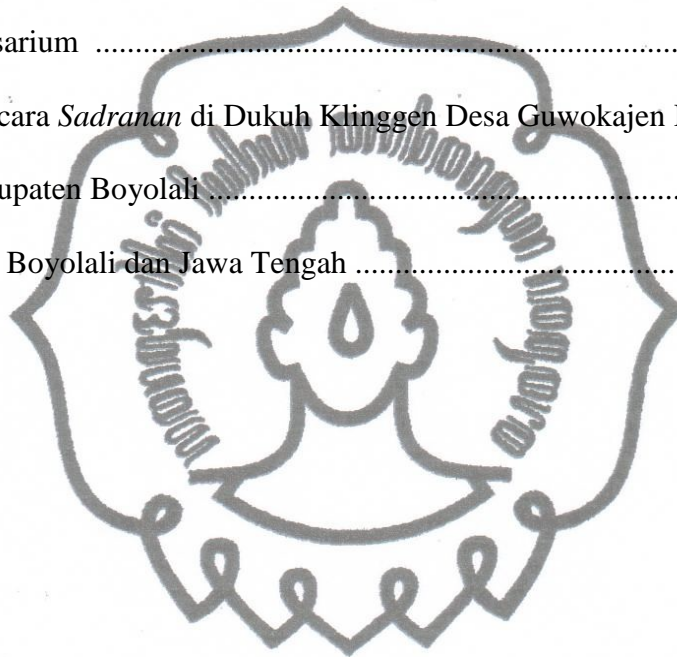 sarium ........................................................................
cara Sadranan di Dukuh Klinggen Desa Guwokajen
upaten Boyolali ...........................................................
Boyolali dan Jawa Tengah ........................................